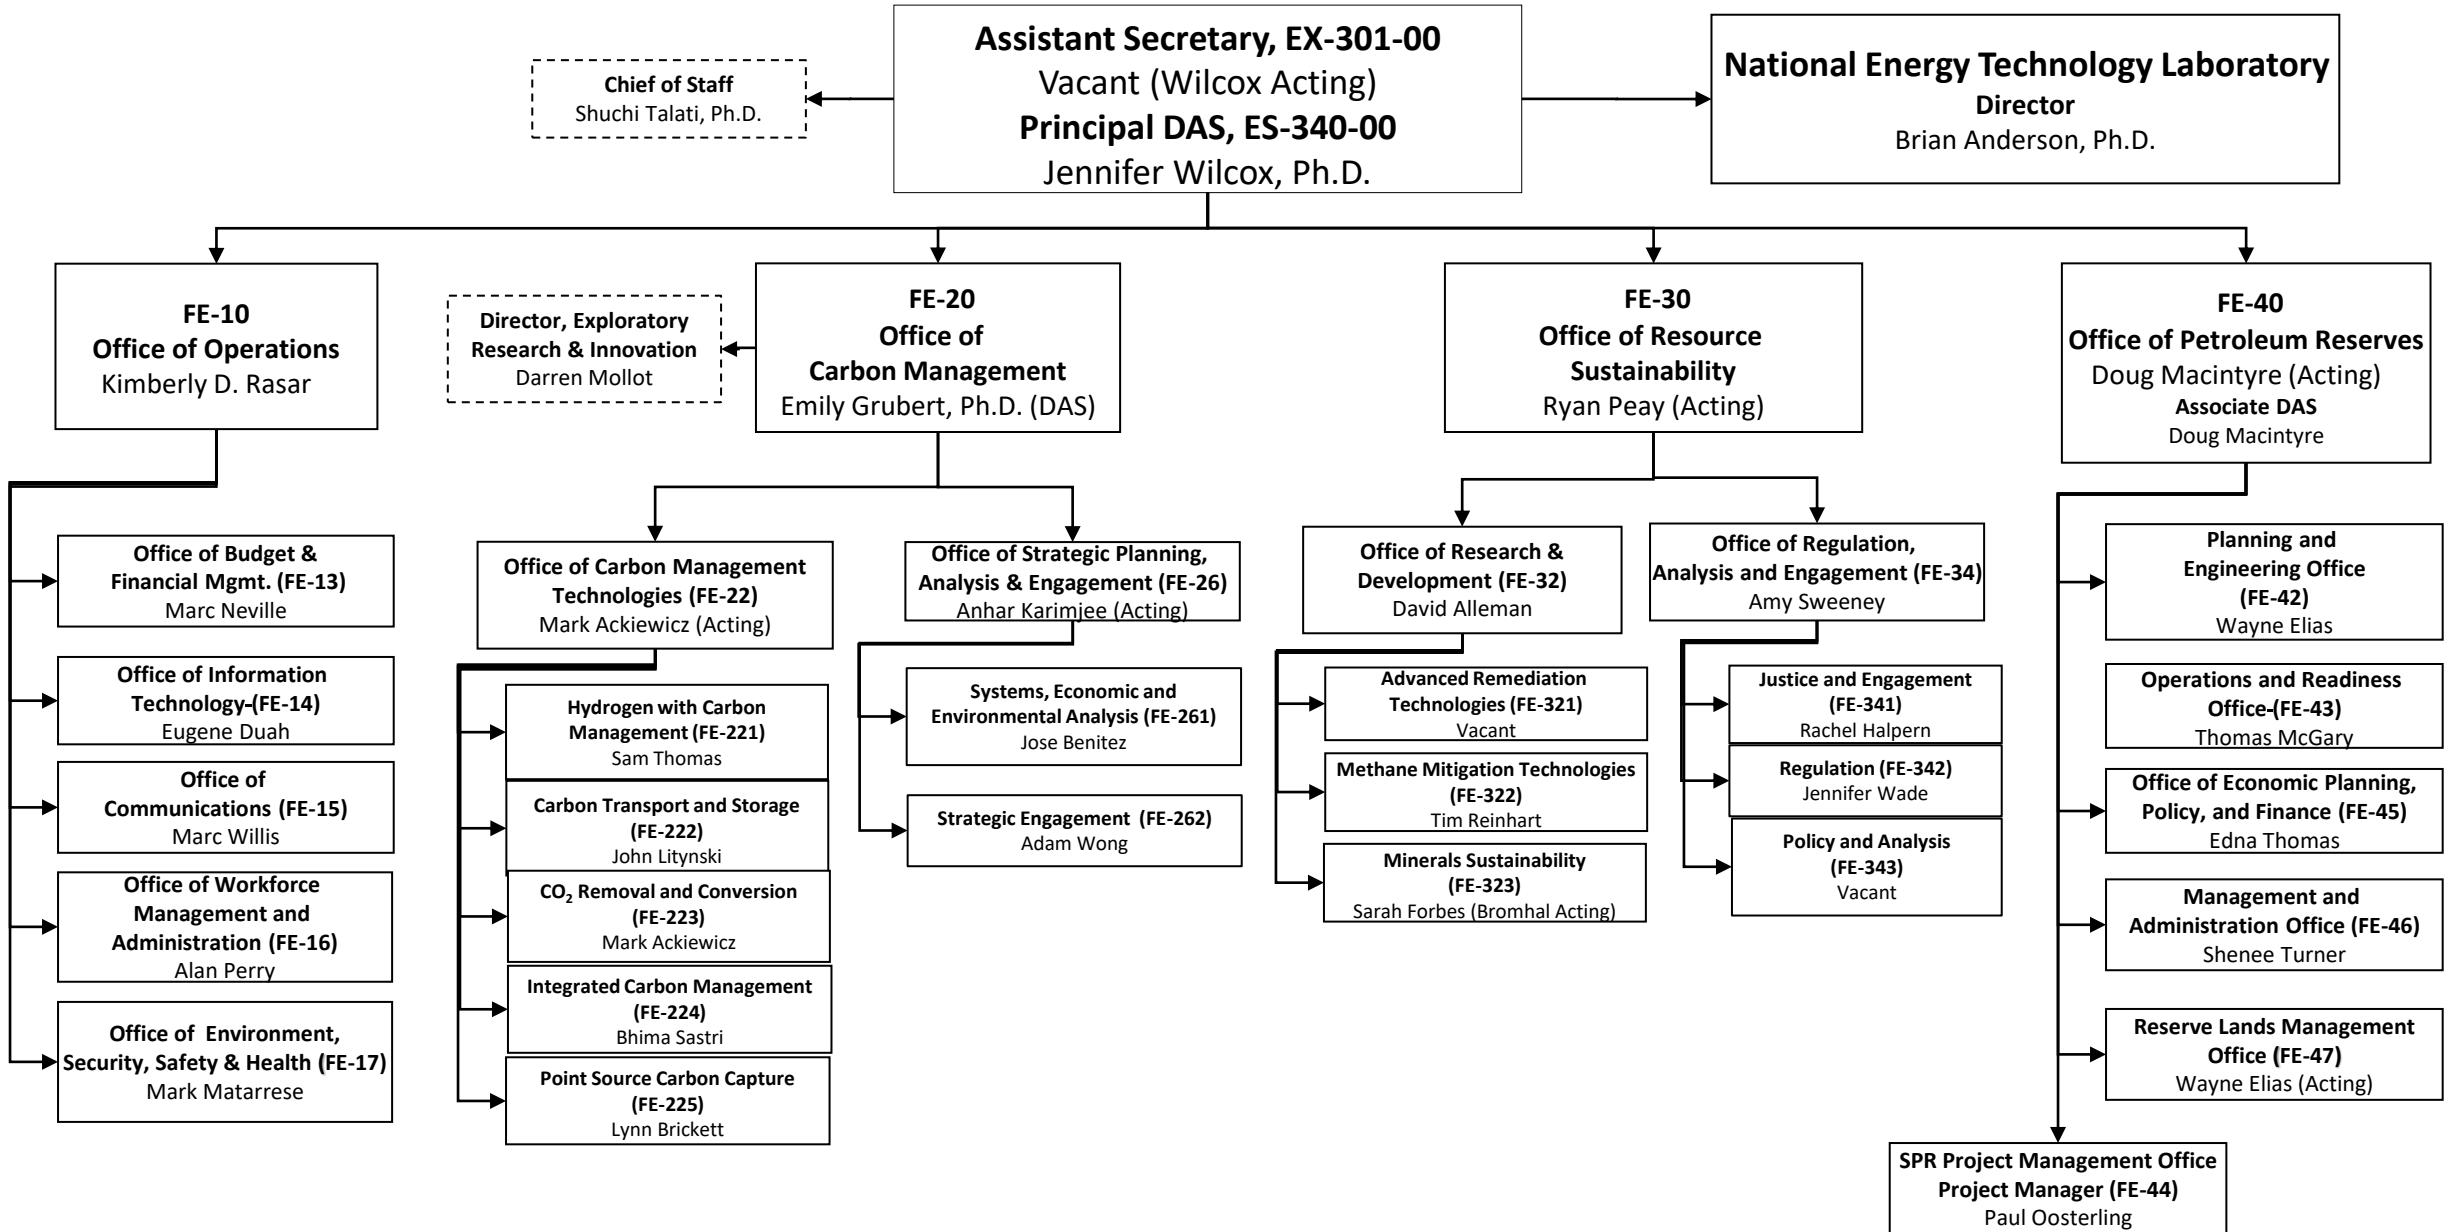 Assistant Secretary, EX-301-00
Vacant (Wilcox Acting)
Principal DAS, ES-340-00
Jennifer Wilcox, Ph.D.
Chief of Staff
Shuchi Talati, Ph.D.
National Energy Technology Laboratory
Director
Brian Anderson, Ph.D.
FE-10
Office of Operations
Kimberly D. Rasar
Director, Exploratory
Research & Innovation
Darren Mollot
FE-20
Office of
Carbon Management
Emily Grubert, Ph.D. (DAS)
FE-30
Office of Resource
Sustainability
Ryan Peay (Acting)
FE-40
Office of Petroleum Reserves
Doug Macintyre (Acting)
Associate DAS
Doug Macintyre
Office of Budget &
Financial Mgmt. (FE-13)
Marc Neville
Office of Information
Technology-(FE-14)
Eugene Duah
Office of
Communications (FE-15)
Marc Willis
Office of Workforce
Management and
Administration (FE-16)
Alan Perry
Office of  Environment,
Security, Safety & Health (FE-17)
Mark Matarrese
Office of Carbon Management
Technologies (FE-22)
Mark Ackiewicz (Acting)
Hydrogen with Carbon
Management (FE-221)
Sam Thomas
Carbon Transport and Storage
(FE-222)
John Litynski
CO₂ Removal and Conversion
(FE-223)
Mark Ackiewicz
Integrated Carbon Management
(FE-224)
Bhima Sastri
Point Source Carbon Capture
(FE-225)
Lynn Brickett
Office of Strategic Planning,
Analysis & Engagement (FE-26)
Anhar Karimjee (Acting)
Systems, Economic and
Environmental Analysis (FE-261)
Jose Benitez
Strategic Engagement  (FE-262)
Adam Wong
Office of Research &
Development (FE-32)
David Alleman
Advanced Remediation
Technologies (FE-321)
Vacant
Methane Mitigation Technologies
(FE-322)
Tim Reinhart
Minerals Sustainability
(FE-323)
Sarah Forbes (Bromhal Acting)
Office of Regulation,
Analysis and Engagement (FE-34)
Amy Sweeney
Justice and Engagement
(FE-341)
Rachel Halpern
Regulation (FE-342)
Jennifer Wade
Policy and Analysis
(FE-343)
Vacant
Planning and
Engineering Office
(FE-42)
Wayne Elias
Operations and Readiness
Office-(FE-43)
Thomas McGary
Office of Economic Planning,
Policy, and Finance (FE-45)
Edna Thomas
Management and
Administration Office (FE-46)
Shenee Turner
Reserve Lands Management
Office (FE-47)
Wayne Elias (Acting)
SPR Project Management Office
Project Manager (FE-44)
Paul Oosterling